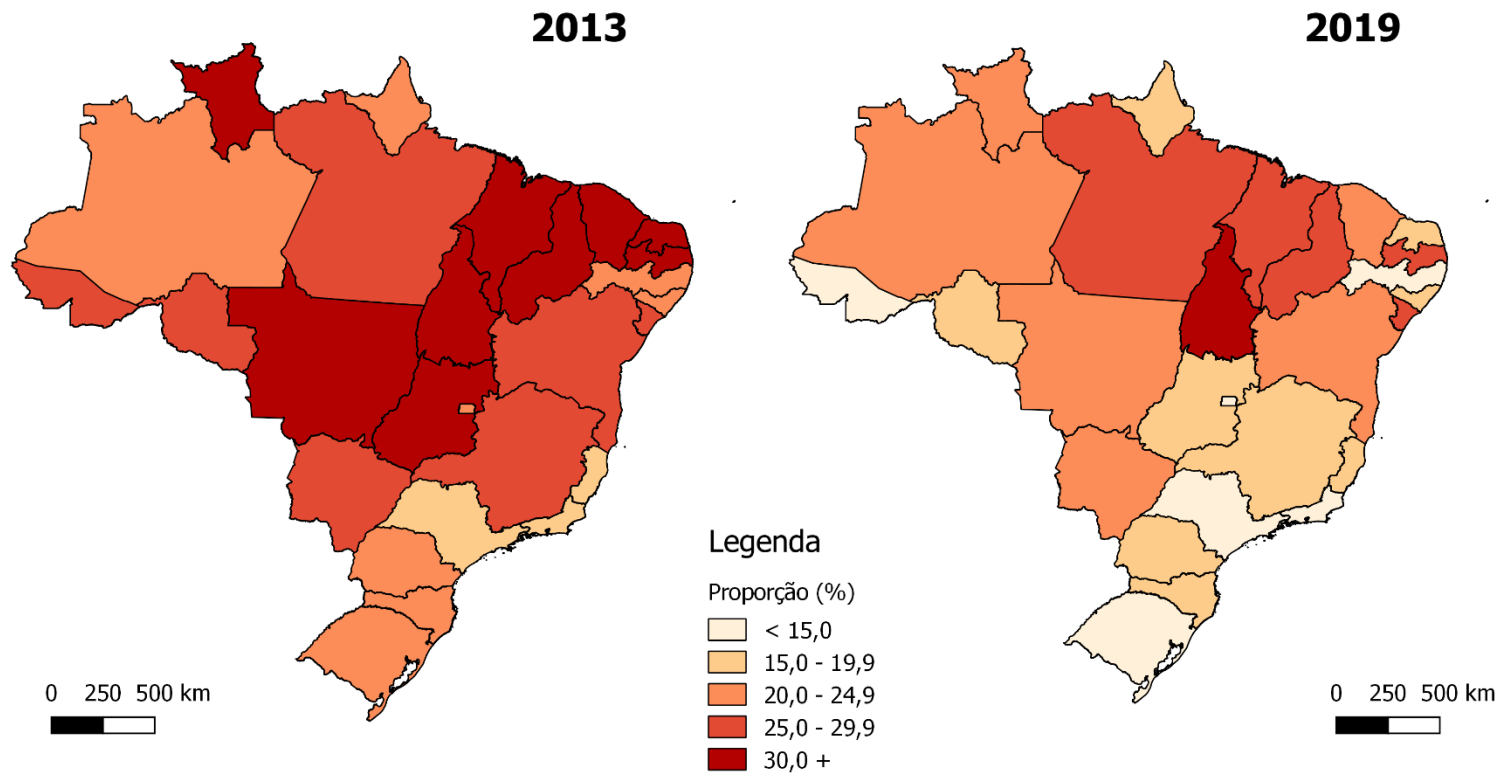 2013
2019
Legenda
Proporção (%)
< 15,0
15,0 - 19,9
20,0 - 24,9
25,0 - 29,9
30,0 +
0 250 500 km
0 250 500 km